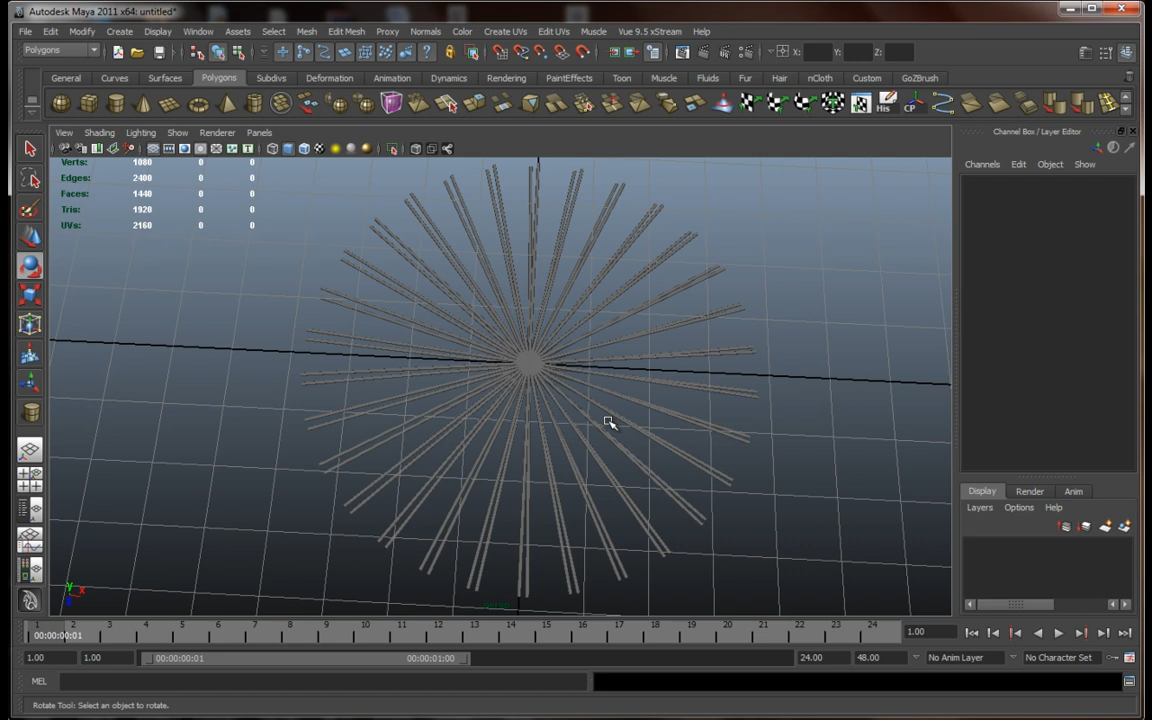 Autodesk Maya 2011 x64: untitled*
File Edit Modify Create Display Window Assets Select Mesh Edit Mesh Proxy Normals Color Create UVs Edit UVs Muscle Vue 9.5 xStream Help
Polygons X: Y: Z:
General Curves Surfaces Polygons Subdivs Deformation Animation Dynamics Rendering PaintEffects Toon Muscle Fluids Fur Hair nCloth Custom GoZBrush
His CP
View Shading Lighting Show Renderer Panels
Channel Box / Layer Editor
Channels Edit Object Show
Verts: 1080 0 0
Edges: 2400 0 0
Faces: 1440 0 0
Tris: 1920 0 0
UVs: 2160 0 0
Display Render Anim
Layers Options Help
y x
1 2 3 4 5 6 7 8 9 10 11 12 13 14 15 16 17 18 19 20 21 22 23 24
00:00:00:01 1.00
1.00 1.00 00:00:00:01 00:00:01:00 24.00 48.00 No Anim Layer No Character Set
MEL
Rotate Tool: Select an object to rotate.